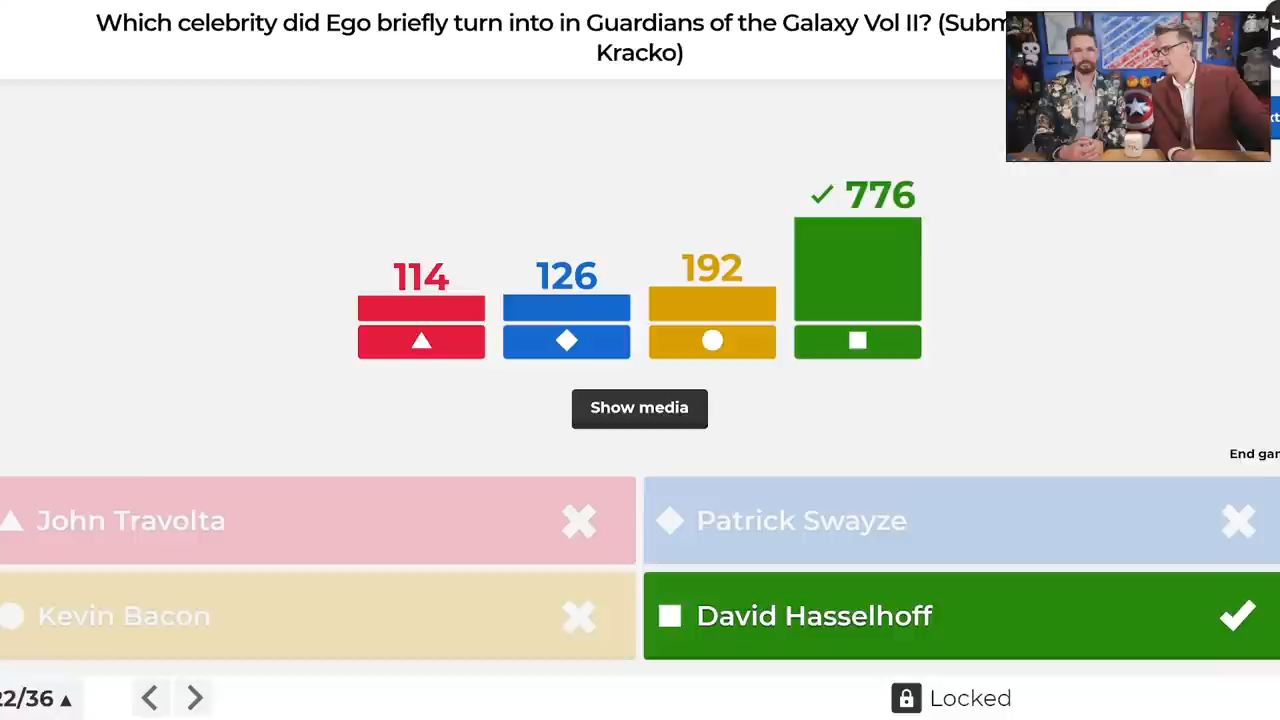 Which celebrity did Ego briefly turn into in Guardians of the Galaxy Vol II? (Subm
Kracko)
776
114
126
192
Show media
End gar
John Travolta
Patrick Swayze
Kevin Bacon
David Hasselhoff
22/36
Locked